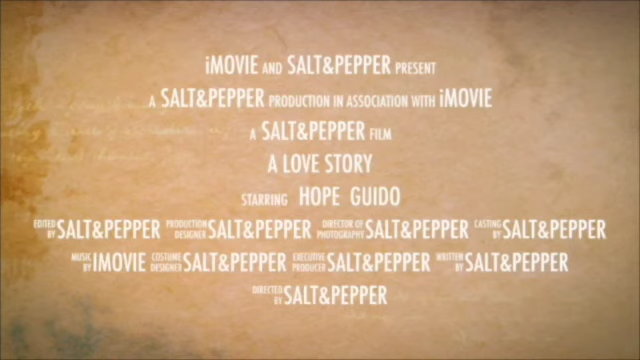 iMOVIE AND SALT&PEPPER PRESENT
A SALT&PEPPER PRODUCTION IN ASSOCIATION WITH iMOVIE
A SALT&PEPPER FILM
A LOVE STORY
STARRING HOPE GUIDO
EDITED BY SALT&PEPPER PRODUCTION DESIGNER SALT&PEPPER DIRECTOR OF PHOTOGRAPHY SALT&PEPPER CASTING BY SALT&PEPPER
MUSIC BY IMOVIE COSTUME DESIGNER SALT&PEPPER EXECUTIVE PRODUCER SALT&PEPPER WRITTEN BY SALT&PEPPER
DIRECTED BY SALT&PEPPER